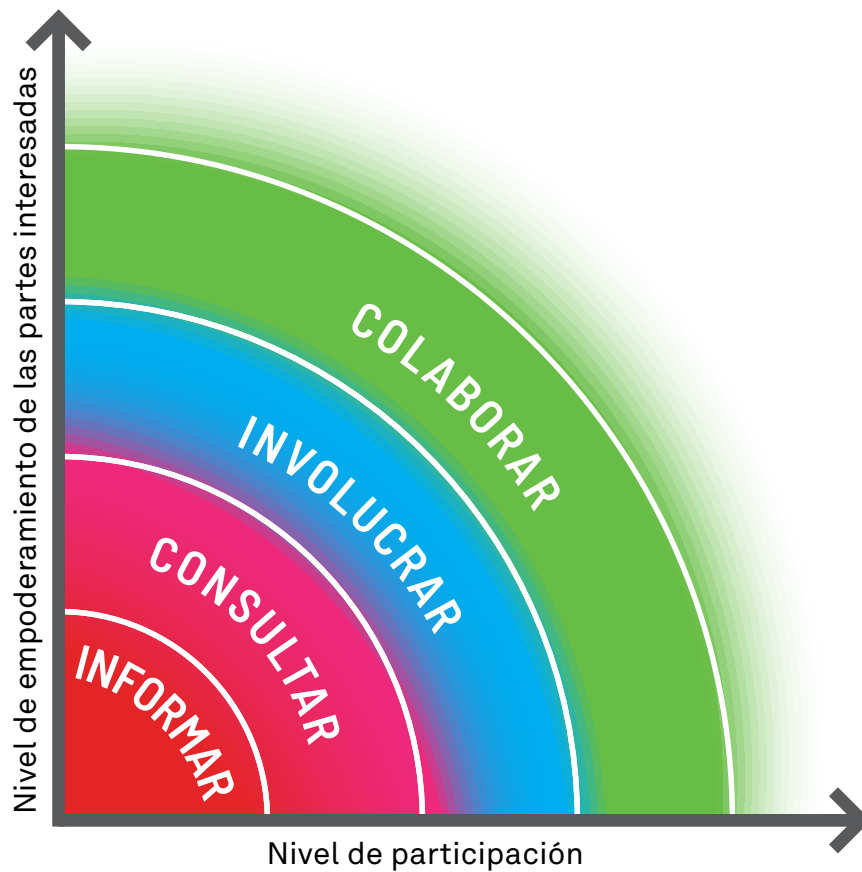 Nivel de empoderamiento de las partes interesadas
COLABORAR
INVOLUCRAR
CONSULTAR
INFORMAR
Nivel de participación